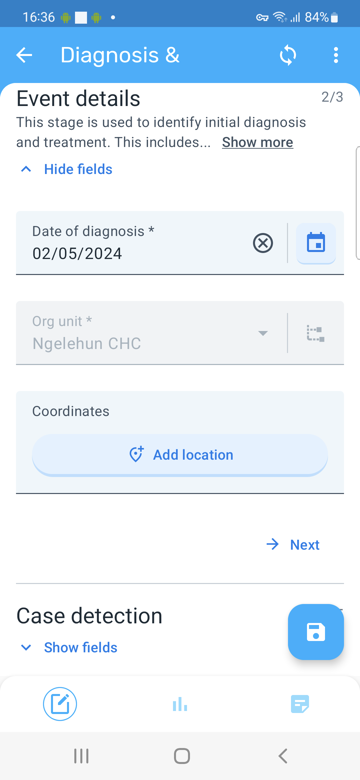 16:36
84%
Diagnosis &
Event details
2/3
This stage is used to identify initial diagnosis
and treatment. This includes... Show more
Hide fields
Date of diagnosis *
02/05/2024
Org unit *
Ngelehun CHC
Coordinates
Add location
Next
Case detection
Show fields